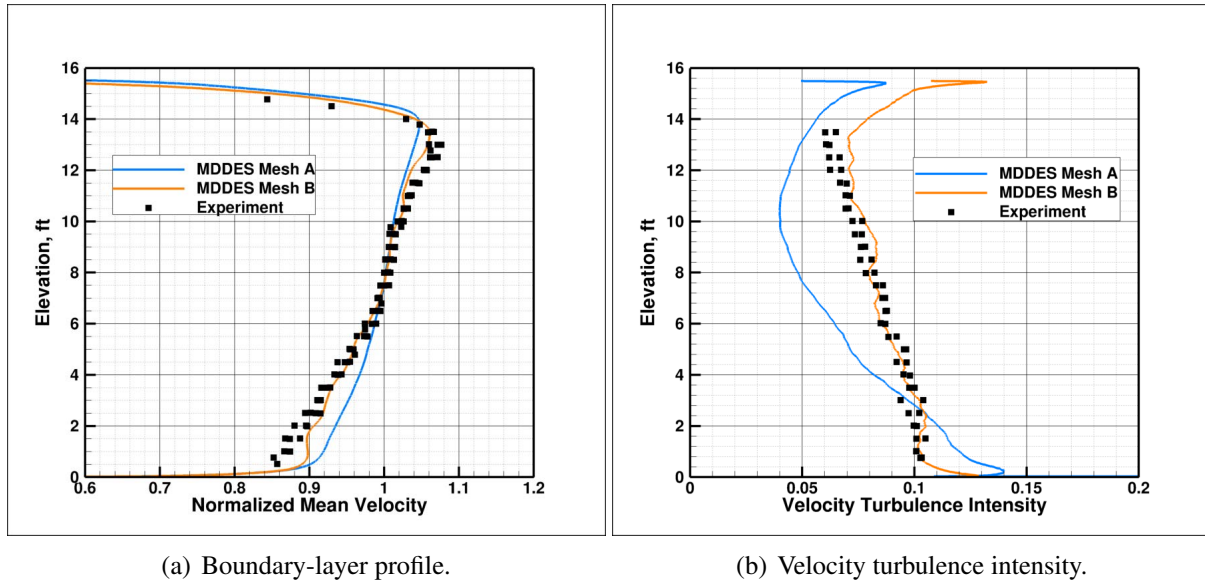 16
14
12
10
8
6
4
2
0
Elevation, ft
MDDES Mesh A
MDDES Mesh B
Experiment
0.6 0.7 0.8 0.9 1 1.1 1.2
Normalized Mean Velocity
(a) Boundary-layer profile.
16
14
12
10
8
6
4
2
0
Elevation, ft
MDDES Mesh A
MDDES Mesh B
Experiment
0 0.05 0.1 0.15 0.2
Velocity Turbulence Intensity
(b) Velocity turbulence intensity.